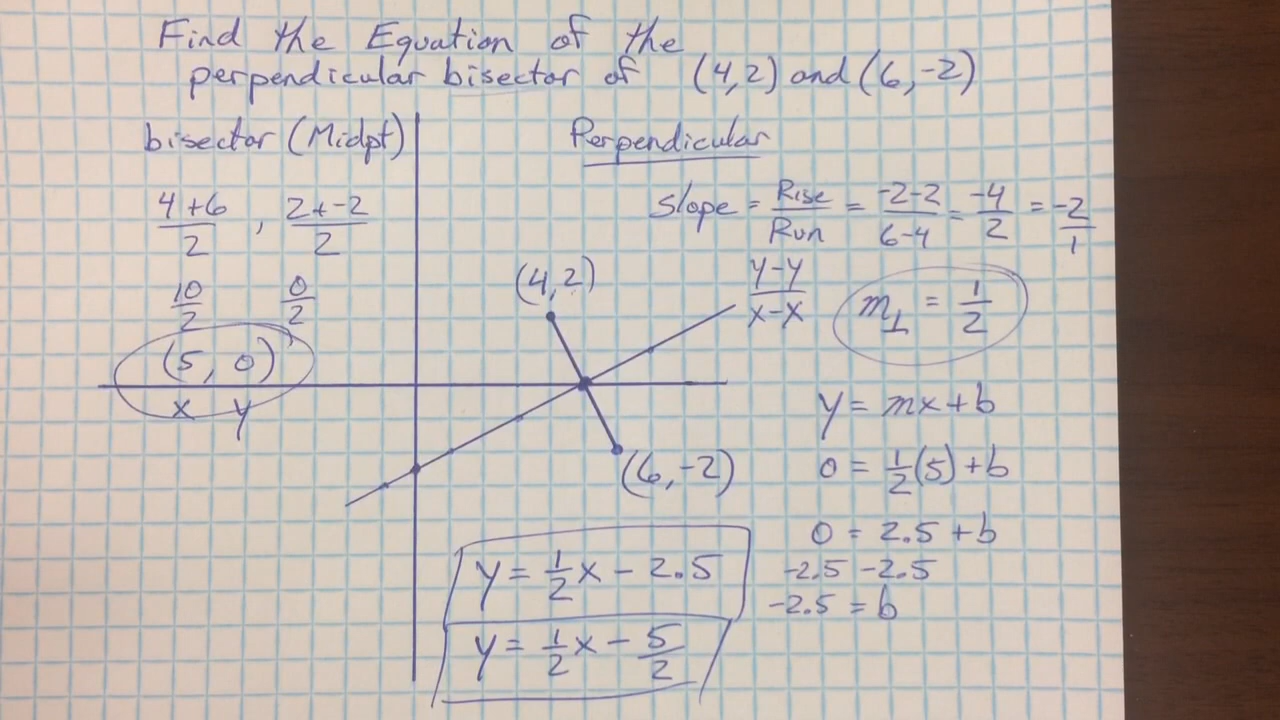 Find the Equation of the
perpendicular bisector of (4,2) and (6,-2)
bisector (Midpt)
4+6/2 , 2+-2/2
10/2 0/2
(5, 0)
x y
Perpendicular
Slope = Rise/Run = -2-2/6-4 = -4/2 = -2/1
y-y/x-x
m⊥ = 1/2
(4,2)
(6,-2)
y = mx+b
0 = 1/2(5)+b
0 = 2.5+b
-2.5 -2.5
-2.5 = b
y = 1/2x - 2.5
y = 1/2x - 5/2